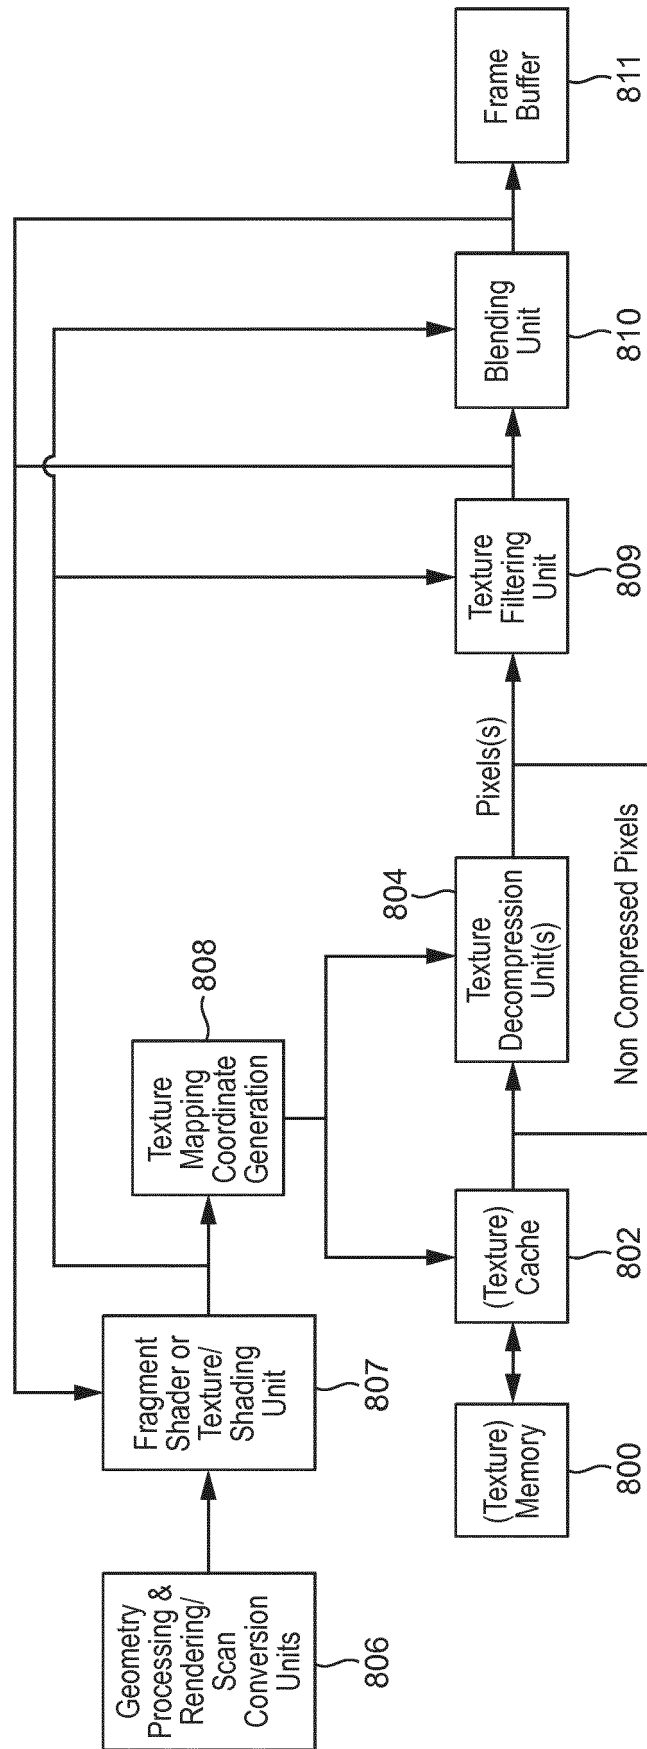 Geometry
Processing &
Rendering/
Scan
Conversion
Units
806
Fragment
Shader or
Texture/
Shading
Unit
807
Texture
Mapping
Coordinate
Generation
808
(Texture)
Memory
800
(Texture)
Cache
802
Texture
Decompression
Unit(s)
804
Pixels(s)
Non Compressed Pixels
Texture
Filtering
Unit
809
Blending
Unit
810
Frame
Buffer
811